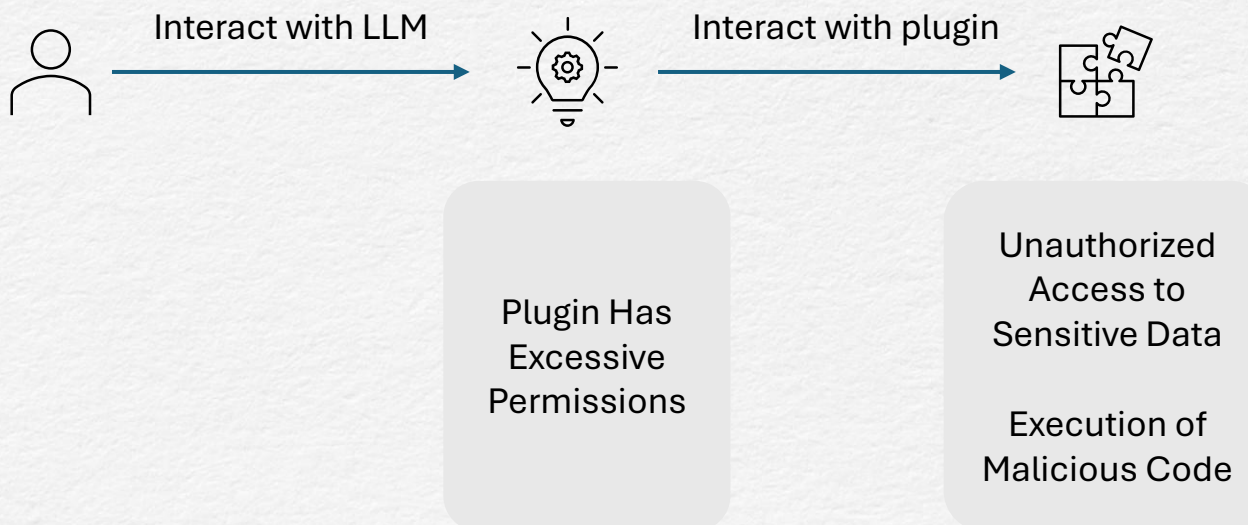 Interact with LLM
Interact with plugin
Plugin Has
Excessive
Permissions
Unauthorized
Access to
Sensitive Data
Execution of
Malicious Code